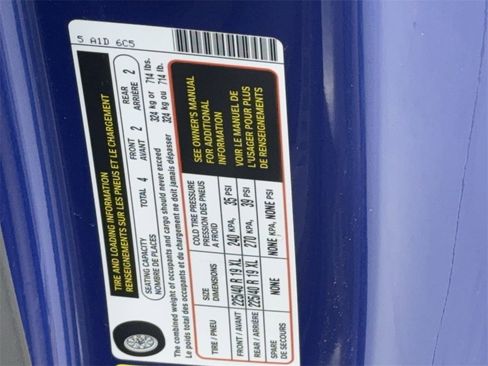 5 A1D 6C5
TIRE AND LOADING INFORMATION
RENSEIGNEMENTS SUR LES PNEUS ET LE CHARGEMENT
SEATING CAPACITY TOTAL 4 FRONT 2 REAR 2
NOMBRE DE PLACES AVANT ARRIÈRE
The combined weight of occupants and cargo should never exceed 324 kg or 714 lbs.
Le poids total des occupants et du chargement ne doit jamais dépasser 324 kg ou 714 lb.
TIRE / PNEU SIZE COLD TIRE PRESSURE
DIMENSIONS PRESSION DES PNEUS
A FROID
FRONT / AVANT 225/40 R 19 XL 240 KPA, 35 PSI
REAR / ARRIÈRE 225/40 R 19 XL 270 KPA, 39 PSI
SPARE NONE NONE KPA, NONE PSI
DE SECOURS
SEE OWNER'S MANUAL
FOR ADDITIONAL
INFORMATION
VOIR LE MANUEL DE
L'USAGER POUR PLUS
DE RENSEIGNEMENTS